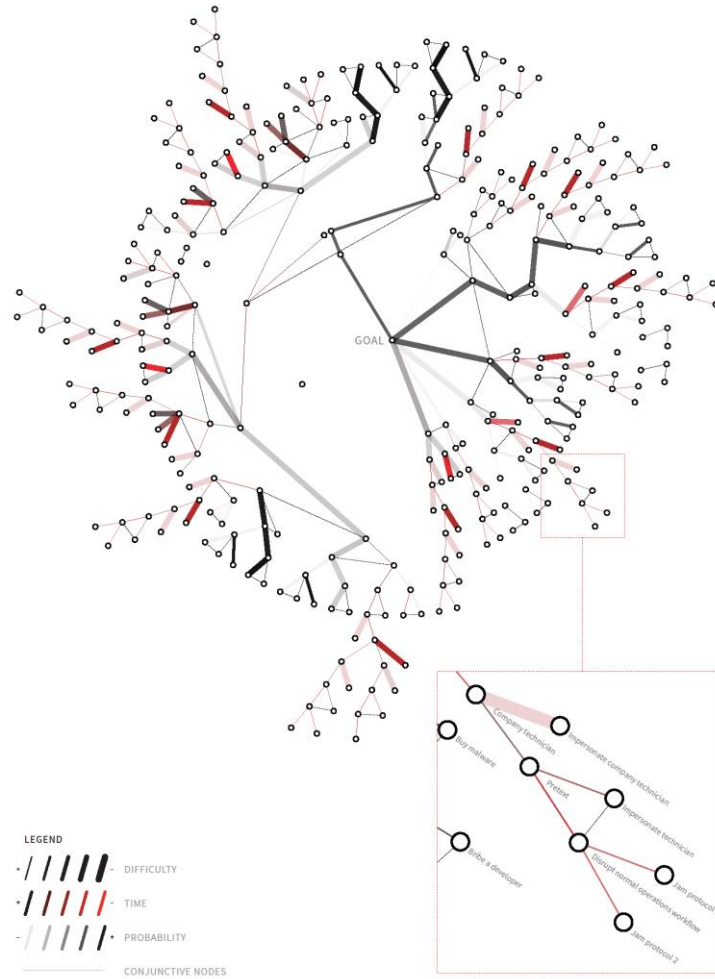 GOAL
Company technician
Impersonate company technician
Buy malware
Pretext
Impersonate technician
Bribe a developer
Disrupt normal operations workflow
Jam protocol
Jam protocol 2
LEGEND
+ - DIFFICULTY
+ - TIME
- + PROBABILITY
CONJUNCTIVE NODES